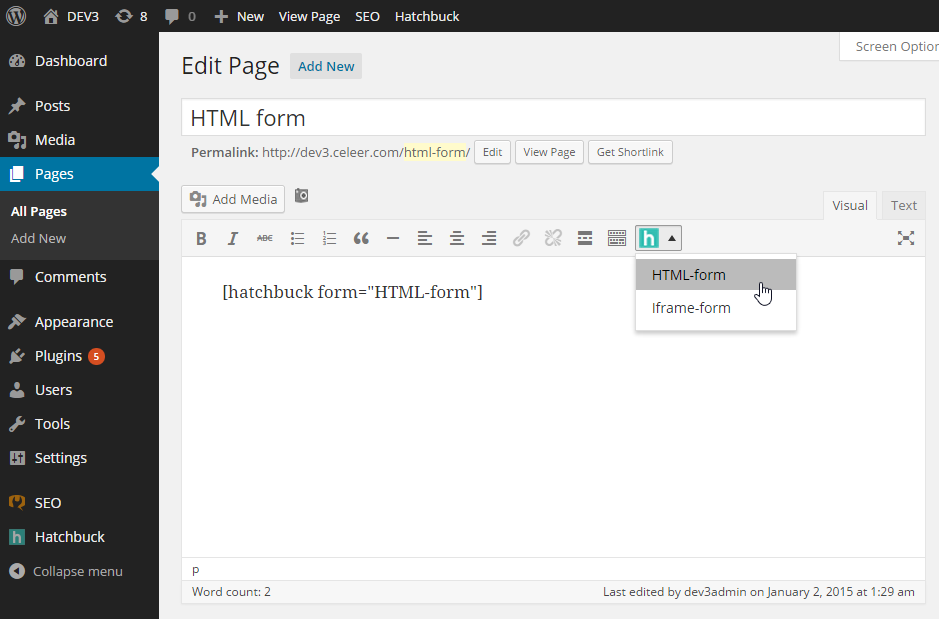 DEV3 8 0 New View Page SEO Hatchbuck
Screen Option
Dashboard
Posts
Media
Pages
All Pages
Add New
Comments
Appearance
Plugins 5
Users
Tools
Settings
SEO
h Hatchbuck
Collapse menu
Edit Page Add New
HTML form
Permalink: http://dev3.celeer.com/html-form/ Edit View Page Get Shortlink
Add Media
Visual Text
B I ABC h
HTML-form
Iframe-form
[hatchbuck form="HTML-form"]
p
Word count: 2 Last edited by dev3admin on January 2, 2015 at 1:29 am